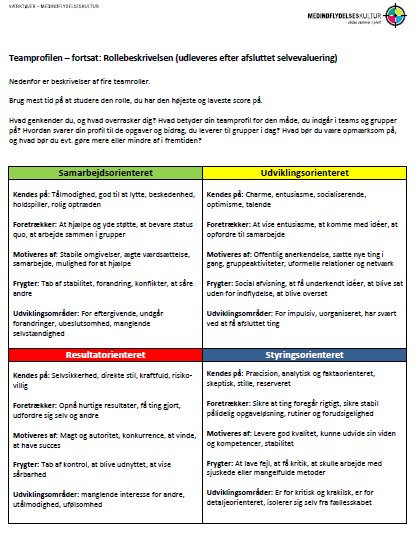 VÆRKTØJER – MEDINDFLYDELSESKULTUR
MEDINDFLYDELSESKULTUR
Teamprofilen – fortsat: Rollebeskrivelsen (udleveres efter afsluttet selvevaluering)
Nedenfor er beskrivelser af fire teamroller.
Brug mest tid på at studere den rolle, du har den højeste og laveste score på.
Hvad genkender du, og hvad overrasker dig? Hvad betyder din teamprofil for den måde, du indgår i teams og grupper
på? Hvordan svarer din profil til de opgaver og bidrag, du leverer til grupper i dag? Hvad bør du være opmærksom på,
og hvad bør du evt. gøre mere eller mindre af i fremtiden?
Samarbejdsorienteret
Kendes på: Tålmodighed, god til at lytte, beskedenhed,
holdspiller, rolig optræden
Foretrækker: At hjælpe og yde støtte, at bevare status
quo, at arbejde sammen i grupper
Motiveres af: Stabile omgivelser, ægte værdsættelse,
samarbejde, mulighed for at hjælpe
Frygter: Tab af stabilitet, forandring, konflikter, at såre
andre
Udviklingsområder: For eftergivende, undgår
forandringer, ubeslutsomhed, manglende
selvstændighed
Udviklingsorienteret
Kendes på: Charme, entusiasme, socialiserende,
optimisme, talende
Foretrækker: At vise entusiasme, at komme med idéer, at
opfordre til samarbejde
Motiveres af: Offentlig anerkendelse, sætte nye ting i
gang, gruppeaktiviteter, uformelle relationer og netværk
Frygter: Social afvisning, at få underkendt idéer, at blive sat
uden for indflydelse, at blive overset
Udviklingsområder: For impulsiv, uorganiseret, har svært
ved at få afsluttet ting
Resultatorienteret
Kendes på: Selvsikkerhed, direkte stil, kraftfuld, risiko-
villig
Foretrækker: Opnå hurtige resultater, få ting gjort,
udfordre sig selv og andre
Motiveres af: Magt og autoritet, konkurrence, at vinde,
at have succes
Frygter: Tab af kontrol, at blive udnyttet, at vise
sårbarhed
Udviklingsområder: manglende interesse for andre,
utålmodighed, ufølsomhed
Styringsorienteret
Kendes på: Præcision, analytisk og faktaorienteret,
skeptisk, stille, reserveret
Foretrækker: Sikre at ting foregår rigtigt, sikre stabil
pålidelig opgaveløsning, rutiner og forudsigelighed
Motiveres af: Levere god kvalitet, kunne udvide sin viden
og kompetencer, stabilitet
Frygter: At lave fejl, at få kritik, at skulle arbejde med
sjuskede eller mangelfulde metoder
Udviklingsområder: Er for kritisk og krakilsk, er for
detaljeorienteret, isolerer sig selv fra fællesskabet